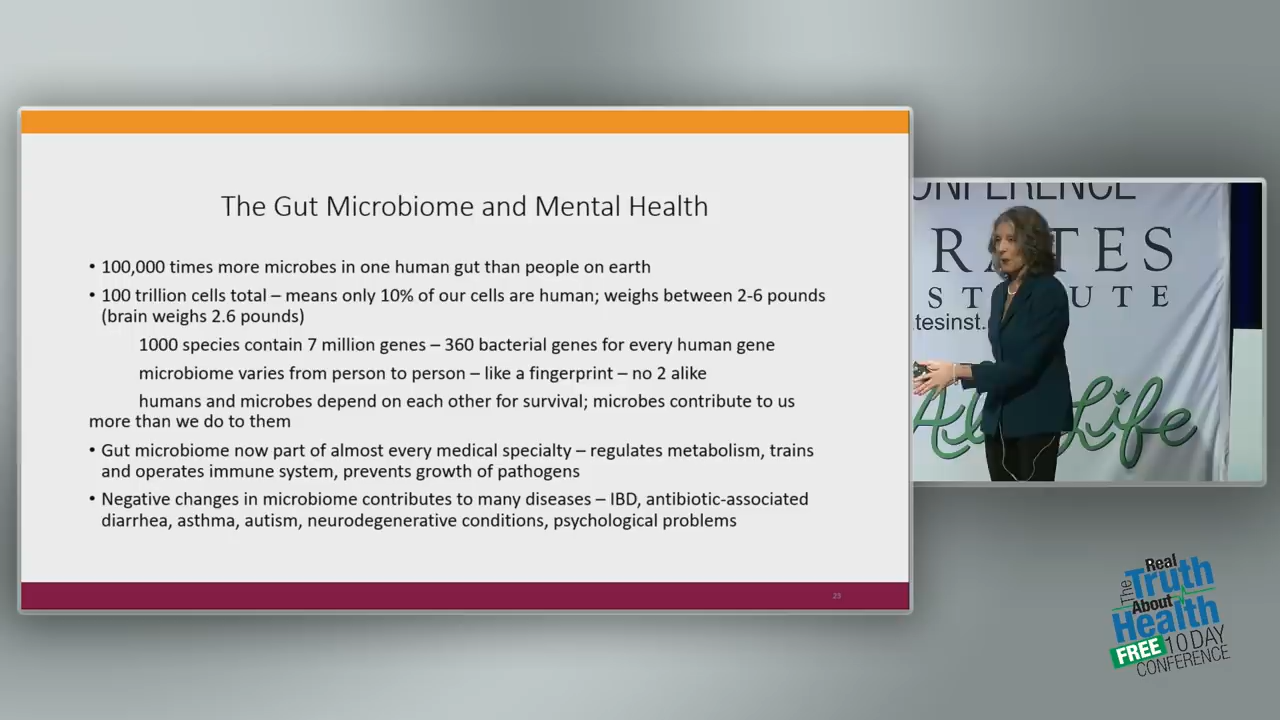 The Gut Microbiome and Mental Health
• 100,000 times more microbes in one human gut than people on earth
• 100 trillion cells total – means only 10% of our cells are human; weighs between 2-6 pounds
(brain weighs 2.6 pounds)
1000 species contain 7 million genes – 360 bacterial genes for every human gene
microbiome varies from person to person – like a fingerprint – no 2 alike
humans and microbes depend on each other for survival; microbes contribute to us
more than we do to them
• Gut microbiome now part of almost every medical specialty – regulates metabolism, trains
and operates immune system, prevents growth of pathogens
• Negative changes in microbiome contributes to many diseases – IBD, antibiotic-associated
diarrhea, asthma, autism, neurodegenerative conditions, psychological problems
23
ONFERENCE
RATES
STITUTE
tesinst.
Life
The
Real
Truth
About
Health
FREE 10 DAY
CONFERENCE